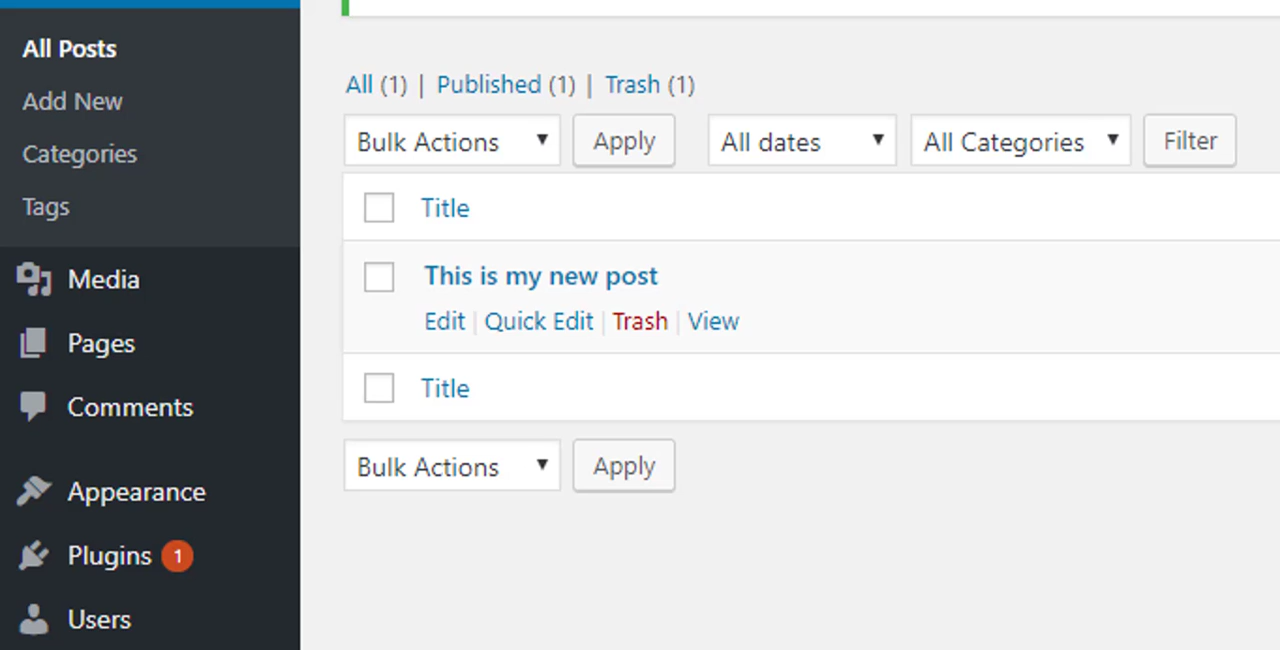 All Posts
Add New
Categories
Tags
Media
Pages
Comments
Appearance
Plugins 1
Users
All (1) | Published (1) | Trash (1)
Bulk Actions Apply All dates All Categories Filter
Title
This is my new post
Edit | Quick Edit | Trash | View
Title
Bulk Actions Apply